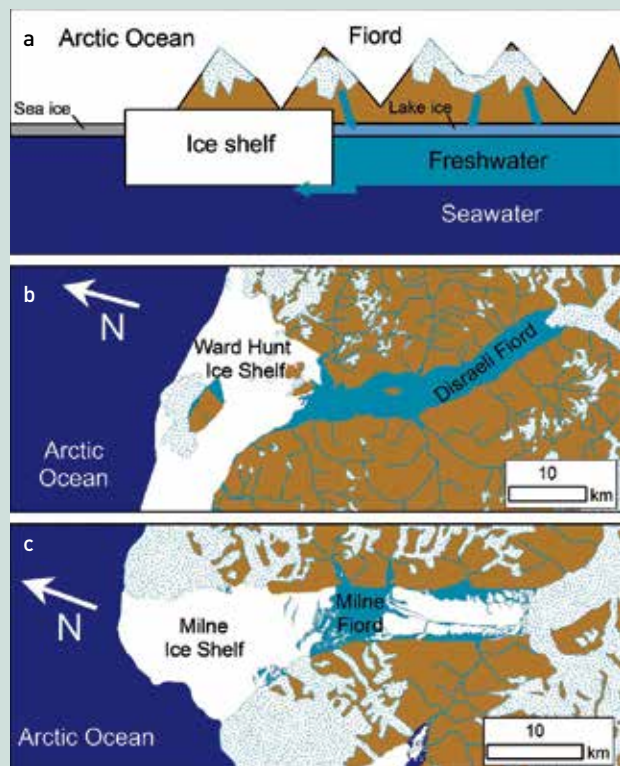 a
Arctic Ocean
Fiord
Sea ice
Lake ice
Ice shelf
Freshwater
Seawater
b
N
Ward Hunt
Ice Shelf
Disraeli Fiord
Arctic
Ocean
10
km
c
N
Milne
Ice Shelf
Milne
Fiord
Arctic Ocean
10
km